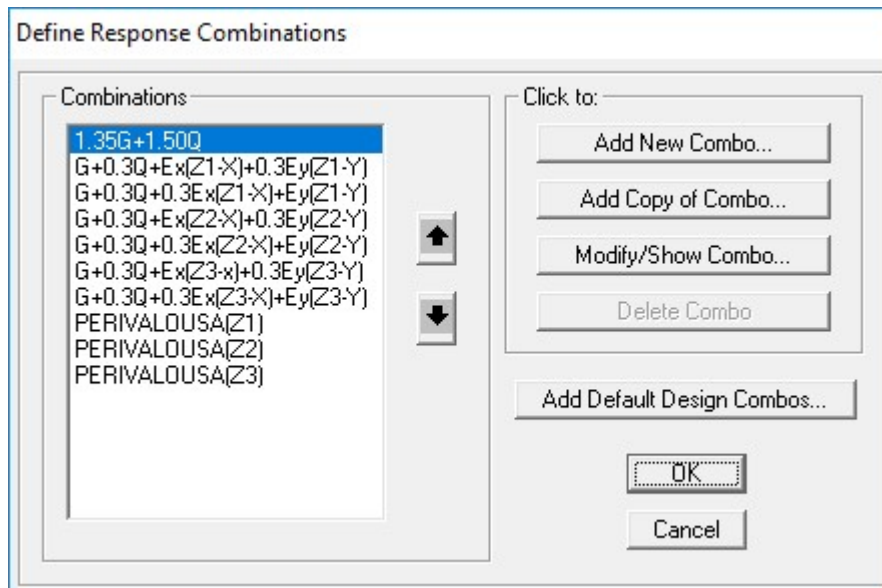 Define Response Combinations
Combinations
1.35G+1.50Q
G+0.3Q+Ex(Z1-X)+0.3Ey(Z1-Y)
G+0.3Q+0.3Ex(Z1-X)+Ey(Z1-Y)
G+0.3Q+Ex(Z2-X)+0.3Ey(Z2-Y)
G+0.3Q+0.3Ex(Z2-X)+Ey(Z2-Y)
G+0.3Q+Ex(Z3-x)+0.3Ey(Z3-Y)
G+0.3Q+0.3Ex(Z3-X)+Ey(Z3-Y)
PERIVALOUSA(Z1)
PERIVALOUSA(Z2)
PERIVALOUSA(Z3)
Click to:
Add New Combo...
Add Copy of Combo...
Modify/Show Combo...
Delete Combo
Add Default Design Combos...
OK
Cancel